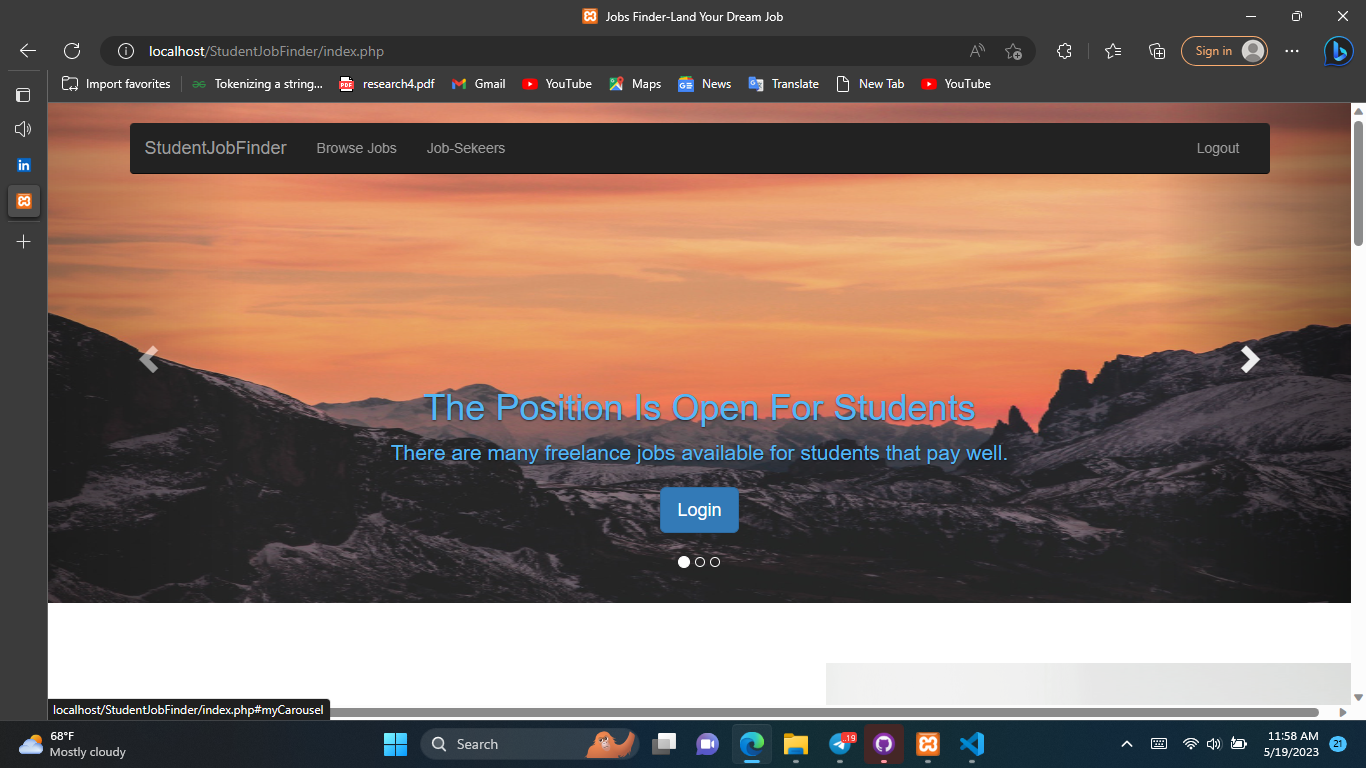 Jobs Finder-Land Your Dream Job
localhost/StudentJobFinder/index.php
Sign in
Import favorites
Tokenizing a string...
research4.pdf
Gmail
YouTube
Maps
News
Translate
New Tab
YouTube
StudentJobFinder
Browse Jobs
Job-Sekeers
Logout
The Position Is Open For Students
There are many freelance jobs available for students that pay well.
Login
localhost/StudentJobFinder/index.php#myCarousel
68°F
Mostly cloudy
Search
19
11:58 AM
5/19/2023
21